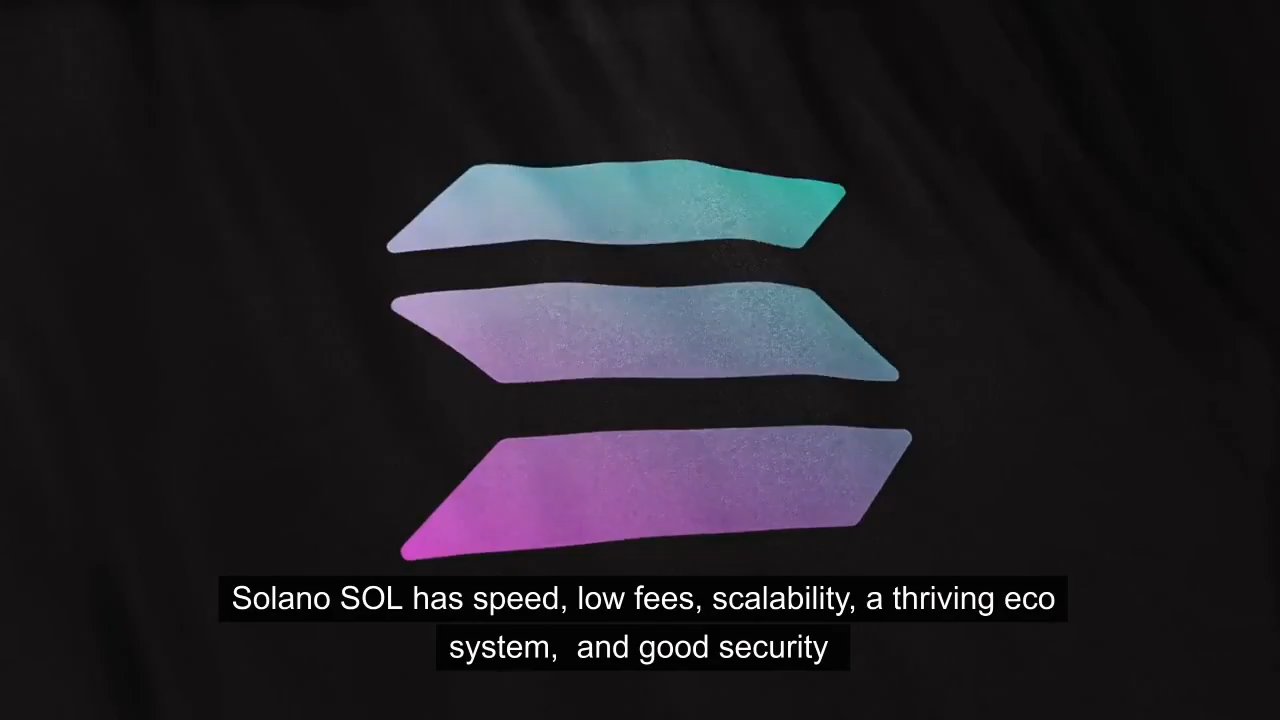 Solano SOL has speed, low fees, scalability, a thriving eco
system,  and good security